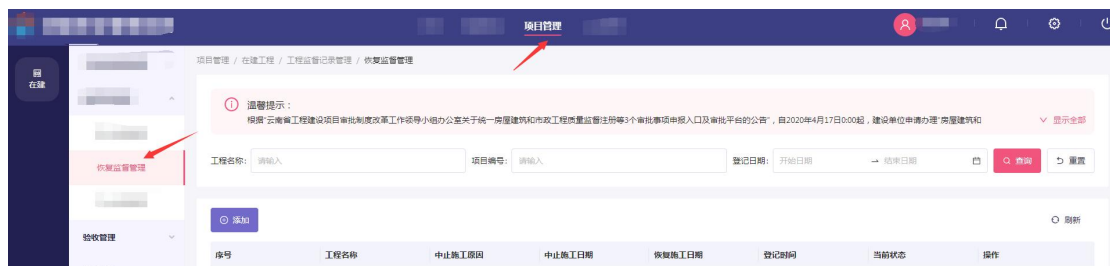 项目管理
在建
项目管理 / 在建工程 / 工程监督记录管理 / 恢复监督管理
温馨提示：
根据"云南省工程建设项目审批制度改革工作领导小组办公室关于统一房屋建筑和市政工程质量监督注册等3个审批事项申报入口及审批平台的公告"，自2020年4月17日0:00起，建设单位申请办理"房屋建筑和
显示全部
恢复监督管理
工程名称: 请输入 项目编号: 请输入 登记日期: 开始日期 → 结束日期 查询 重置
添加 刷新
验收管理
序号 工程名称 中止施工原因 中止施工日期 恢复施工日期 登记时间 当前状态 操作